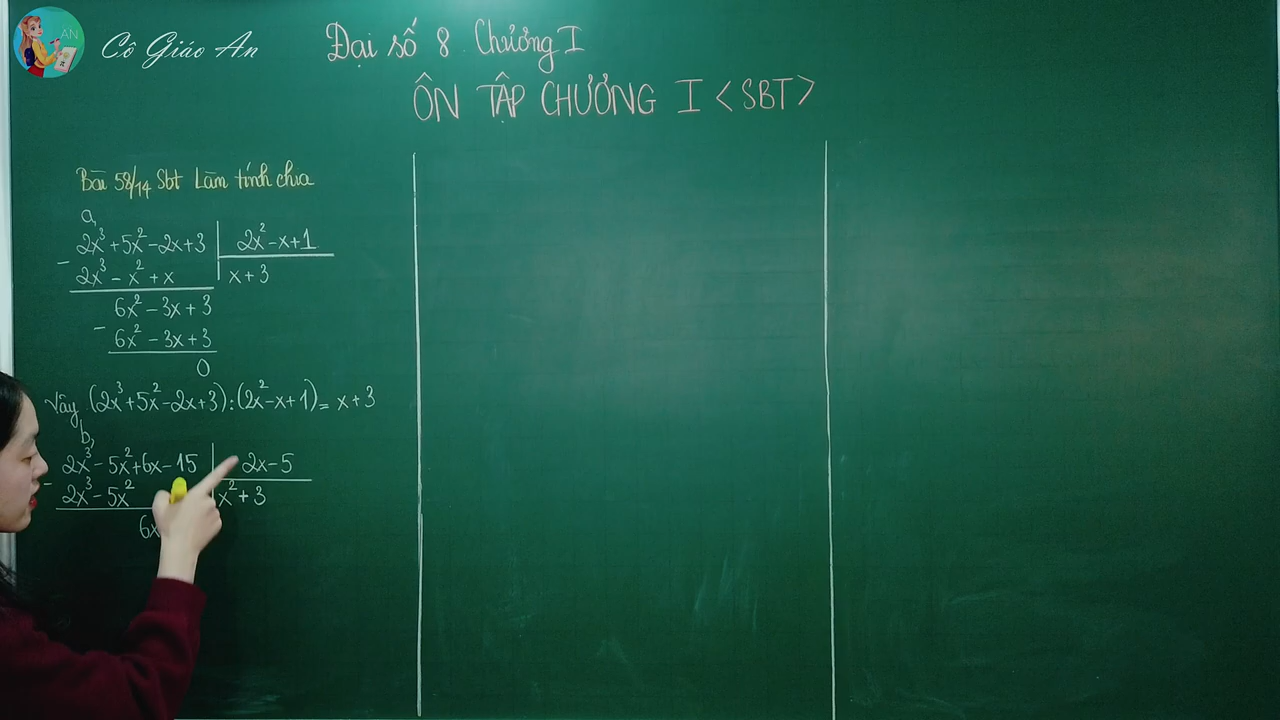 AN
Cô Giáo An
Đại số 8 Chương I
ÔN TẬP CHƯƠNG I <SBT>
Bài 58/14 Sbt Làm tính chia
a,
2x³+5x²-2x+3 | 2x²-x+1
- 2x³-x²+x | x+3
6x²-3x+3
- 6x²-3x+3
0
Vậy (2x³+5x²-2x+3):(2x²-x+1)= x+3
b,
2x³-5x²+6x-15 | 2x-5
- 2x³-5x² | x²+3
6x